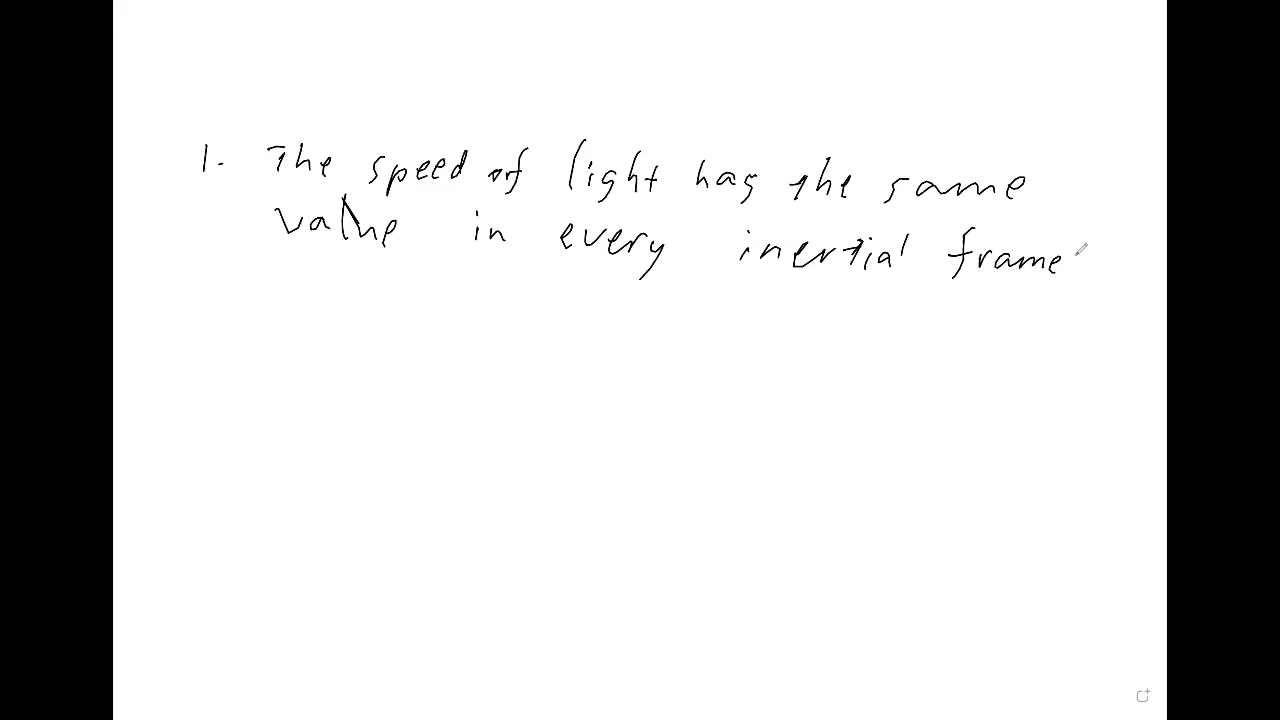 1. The speed of light has the same
value in every inertial frame